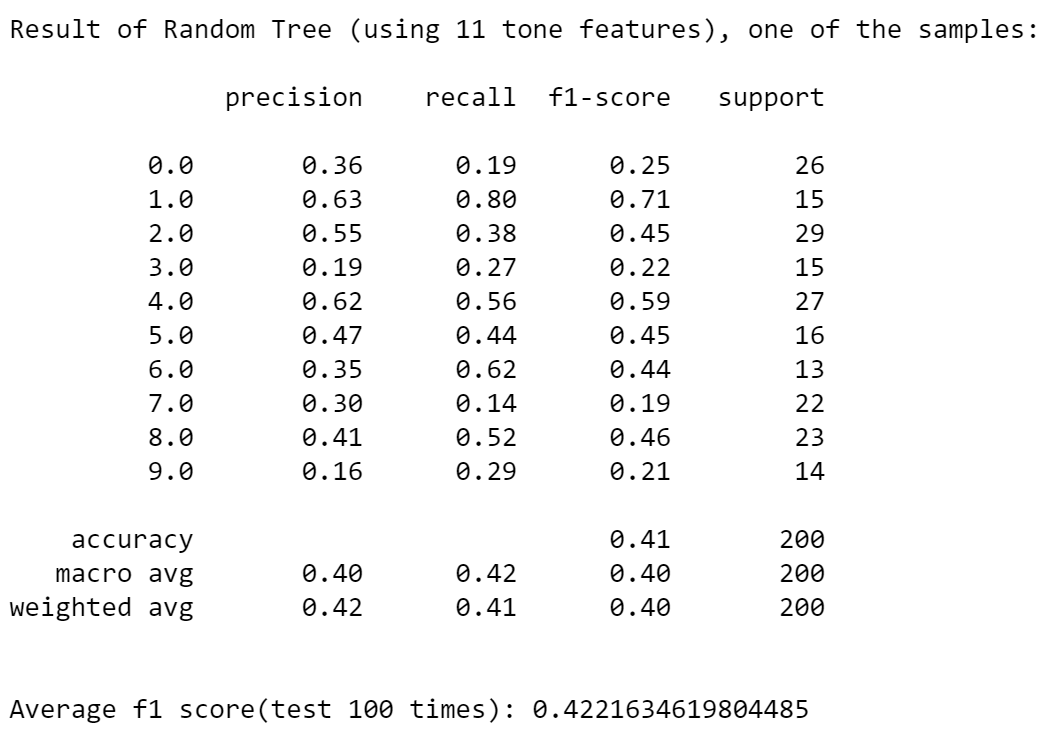 Result of Random Tree (using 11 tone features), one of the samples:
precision recall f1-score support
0.0 0.36 0.19 0.25 26
1.0 0.63 0.80 0.71 15
2.0 0.55 0.38 0.45 29
3.0 0.19 0.27 0.22 15
4.0 0.62 0.56 0.59 27
5.0 0.47 0.44 0.45 16
6.0 0.35 0.62 0.44 13
7.0 0.30 0.14 0.19 22
8.0 0.41 0.52 0.46 23
9.0 0.16 0.29 0.21 14
accuracy 0.41 200
macro avg 0.40 0.42 0.40 200
weighted avg 0.42 0.41 0.40 200
Average f1 score(test 100 times): 0.4221634619804485